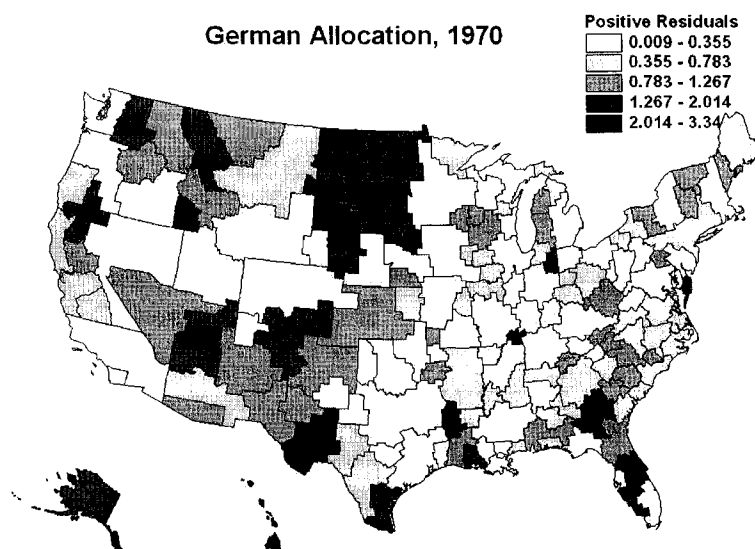 German Allocation, 1970
Positive Residuals
0.009 - 0.355
0.355 - 0.783
0.783 - 1.267
1.267 - 2.014
2.014 - 3.34